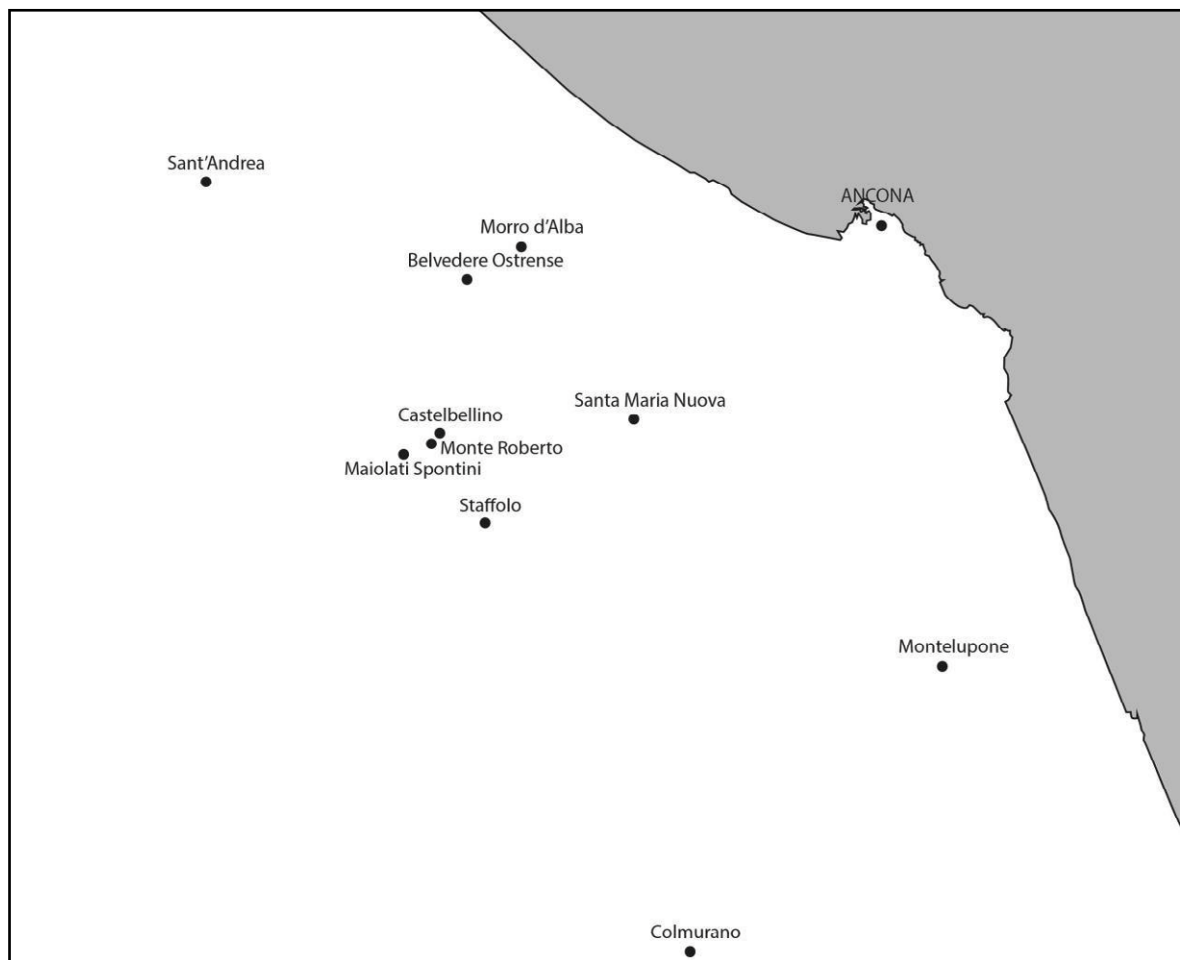 Sant'Andrea
ANCONA
Morro d'Alba
Belvedere Ostrense
Santa Maria Nuova
Castelbellino
Monte Roberto
Maiolati Spontini
Staffolo
Montelupone
Colmurano